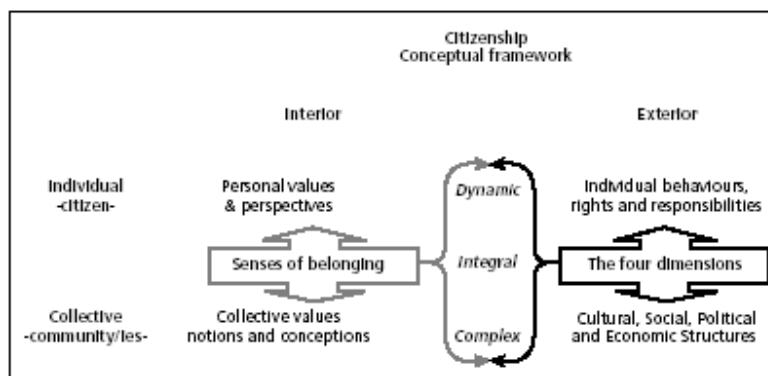 Citizenship
Conceptual framework
Interior
Exterior
Individual
-citizen-
Personal values
& perspectives
Dynamic
Individual behaviours,
rights and responsibilities
Senses of belonging
Integral
The four dimensions
Collective
-community/ies-
Collective values
notions and conceptions
Complex
Cultural, Social, Political
and Economic Structures